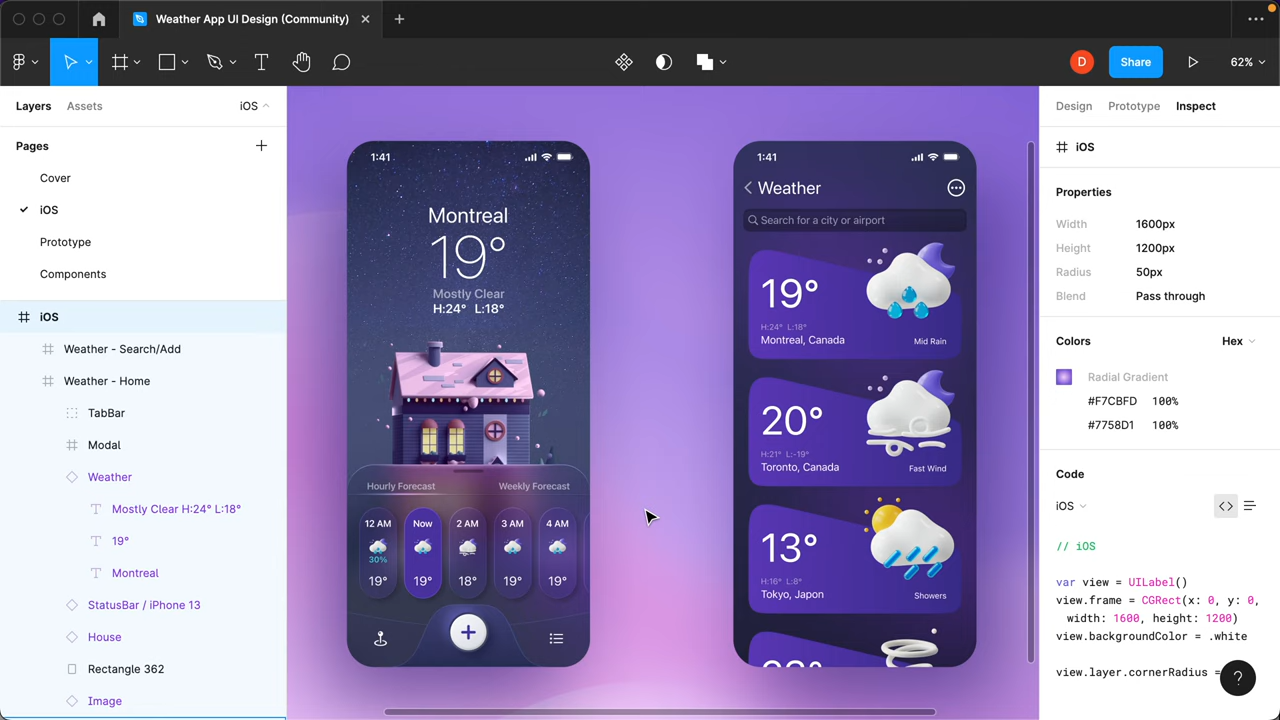 Weather App UI Design (Community)
Share
62%
D
Layers
Assets
iOS
Pages
Cover
iOS
Prototype
Components
iOS
Weather - Search/Add
Weather - Home
TabBar
Modal
Weather
Mostly Clear H:24° L:18°
19°
Montreal
StatusBar / iPhone 13
House
Rectangle 362
Image
1:41
Montreal
19°
Mostly Clear
H:24° L:18°
Hourly Forecast
Weekly Forecast
12 AM
30%
19°
Now
19°
2 AM
18°
3 AM
19°
4 AM
19°
1:41
Weather
Search for a city or airport
19°
H:24° L:18°
Montreal, Canada
Mid Rain
20°
H:21° L:-19°
Toronto, Canada
Fast Wind
13°
H:16° L:8°
Tokyo, Japon
Showers
Design
Prototype
Inspect
iOS
Properties
Width 1600px
Height 1200px
Radius 50px
Blend Pass through
Colors
Hex
Radial Gradient
#F7CBFD 100%
#7758D1 100%
Code
iOS
// iOS
var view = UILabel()
view.frame = CGRect(x: 0, y: 0,
width: 1600, height: 1200)
view.backgroundColor = .white
view.layer.cornerRadius =
?